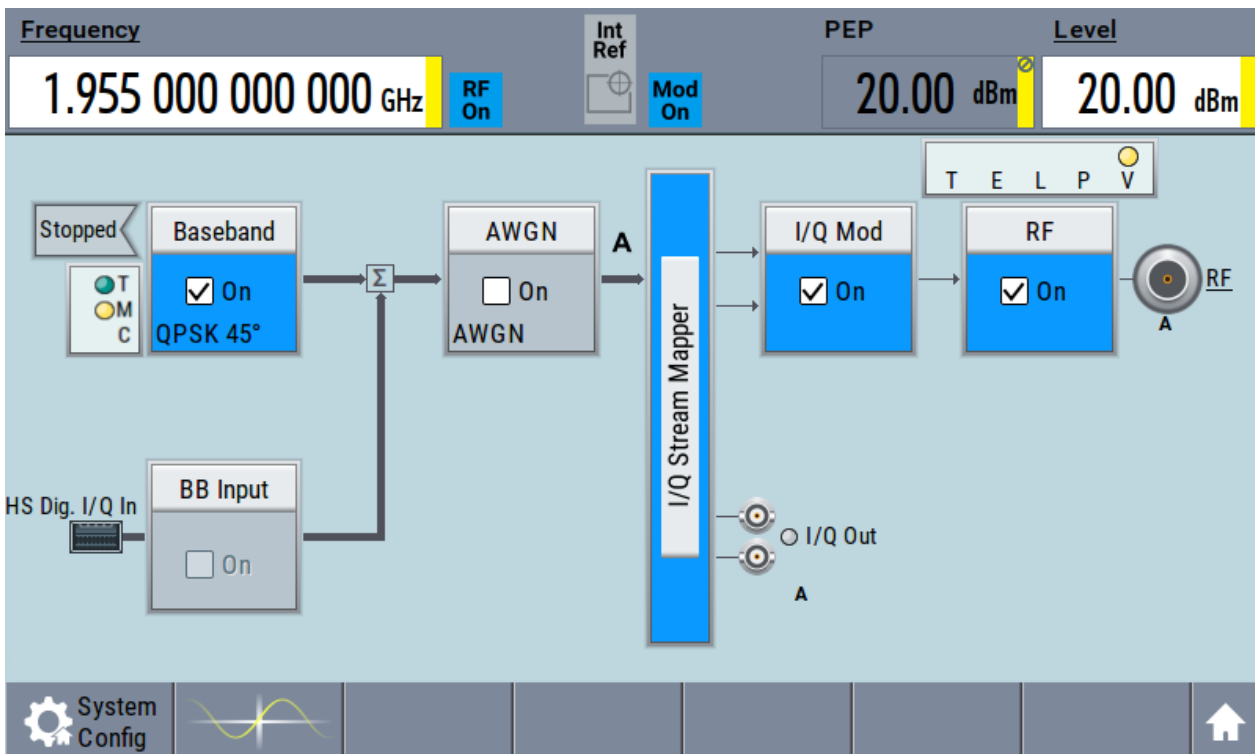 Frequency
Int
Ref
PEP
Level
1.955 000 000 000 GHz
RF
On
Mod
On
20.00 dBm
20.00 dBm
T E L P V
Stopped
Baseband
On
QPSK 45°
T
M
C
Σ
AWGN
On
AWGN
A
I/Q Stream Mapper
I/Q Mod
On
RF
On
RF
A
HS Dig. I/Q In
BB Input
On
I/Q Out
A
System
Config